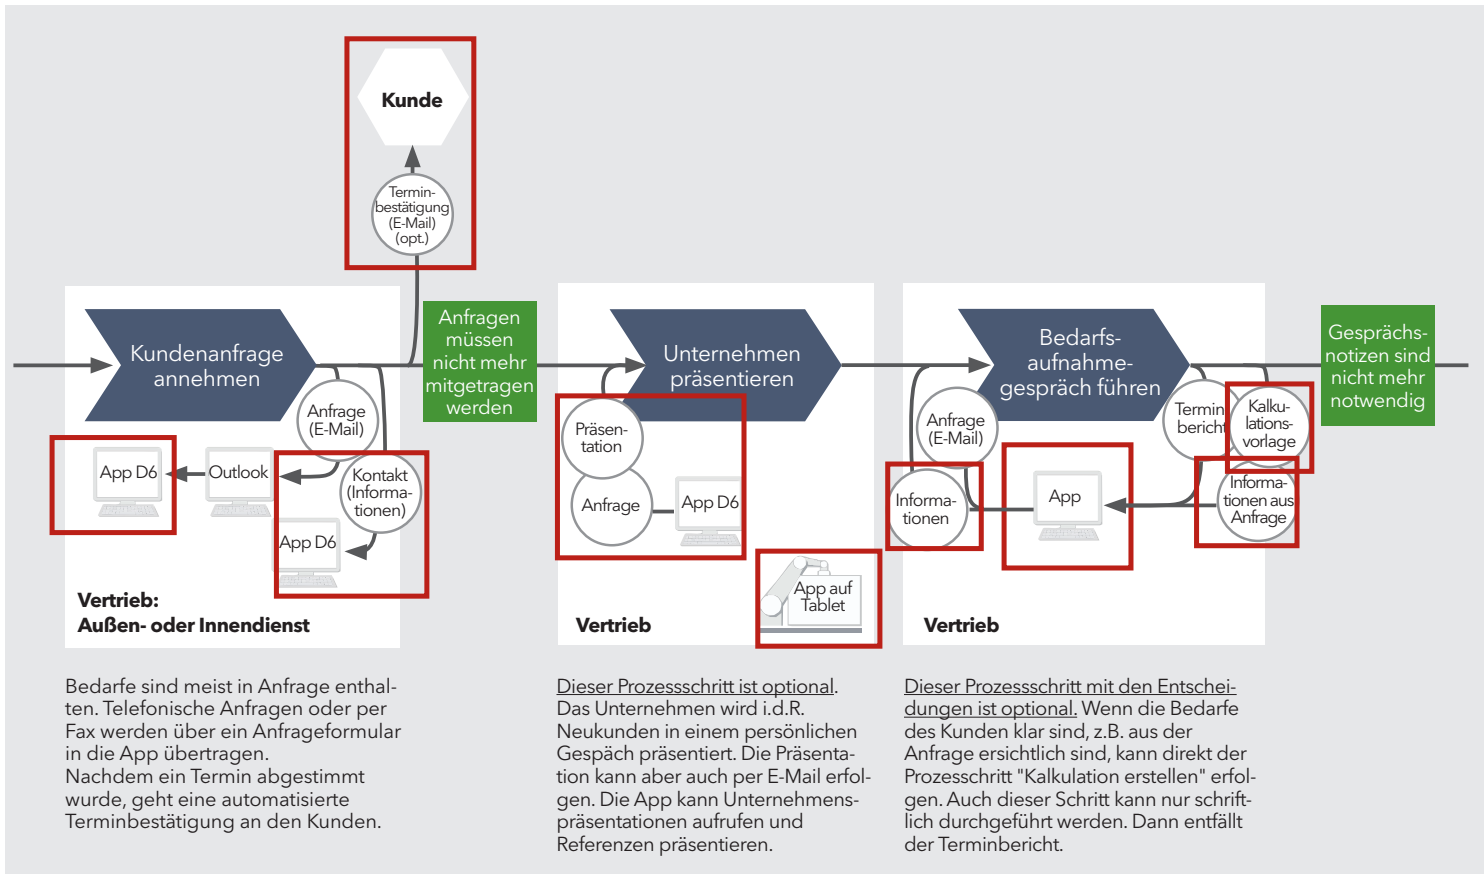 Kunde
Termin-
bestätigung
(E-Mail)
(opt.)
Kundenanfrage
annehmen
Anfrage
(E-Mail)
App D6
Outlook
Kontakt
(Informa-
tionen)
App D6
Vertrieb:
Außen- oder Innendienst
Anfragen
müssen
nicht mehr
mitgetragen
werden
Unternehmen
präsentieren
Präsen-
tation
Anfrage
App D6
App auf
Tablet
Vertrieb
Bedarfs-
aufnahme-
gespräch führen
Anfrage
(E-Mail)
Informa-
tionen
App
Termin
bericht
Kalku-
lations-
vorlage
Informa-
tionen aus
Anfrage
Vertrieb
Gesprächs-
notizen sind
nicht mehr
notwendig
Bedarfe sind meist in Anfrage enthal-
ten. Telefonische Anfragen oder per
Fax werden über ein Anfrageformular
in die App übertragen.
Nachdem ein Termin abgestimmt
wurde, geht eine automatisierte
Terminbestätigung an den Kunden.
Dieser Prozessschritt ist optional.
Das Unternehmen wird i.d.R.
Neukunden in einem persönlichen
Gespäch präsentiert. Die Präsenta-
tion kann aber auch per E-Mail erfol-
gen. Die App kann Unternehmens-
präsentationen aufrufen und
Referenzen präsentieren.
Dieser Prozessschritt mit den Entschei-
dungen ist optional. Wenn die Bedarfe
des Kunden klar sind, z.B. aus der
Anfrage ersichtlich sind, kann direkt der
Prozesschritt "Kalkulation erstellen" erfol-
gen. Auch dieser Schritt kann nur schrift-
lich durchgeführt werden. Dann entfällt
der Terminbericht.